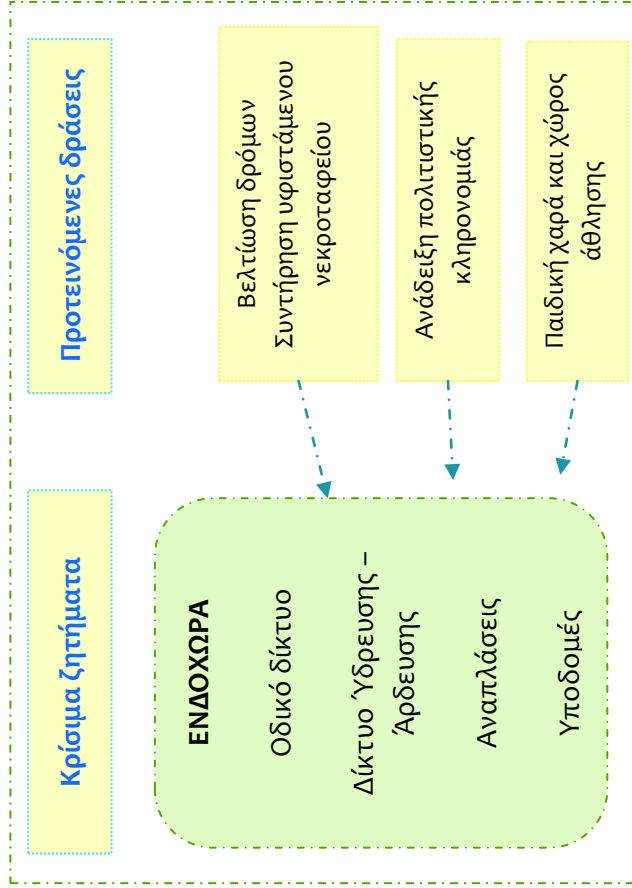 Κρίσιμα ζητήματα
Προτεινόμενες δράσεις
ΕΝΔΟΧΩΡΑ
Οδικό δίκτυο
Δίκτυο Ύδρευσης –
Άρδευσης
Αναπλάσεις
Υποδομές
Βελτίωση δρόμων
Συντήρηση υφιστάμενου
νεκροταφείου
Ανάδειξη πολιτιστικής
κληρονομιάς
Παιδική χαρά και χώρος
άθλησης